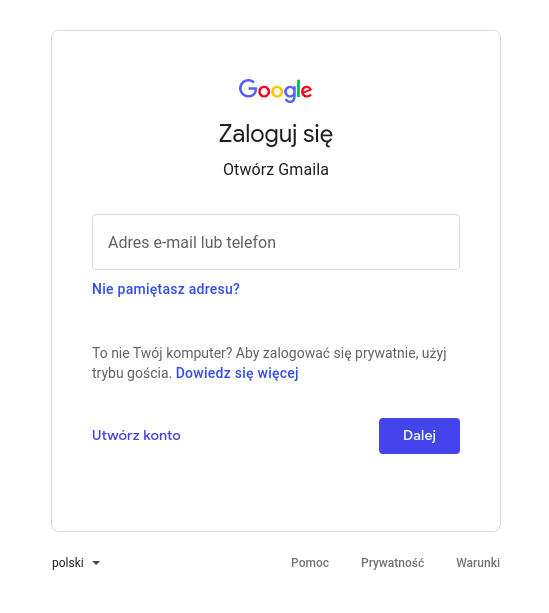 Google
Zaloguj się
Otwórz Gmaila
Adres e-mail lub telefon
Nie pamiętasz adresu?
To nie Twój komputer? Aby zalogować się prywatnie, użyj
trybu gościa. Dowiedz się więcej
Utwórz konto
Dalej
polski
Pomoc
Prywatność
Warunki